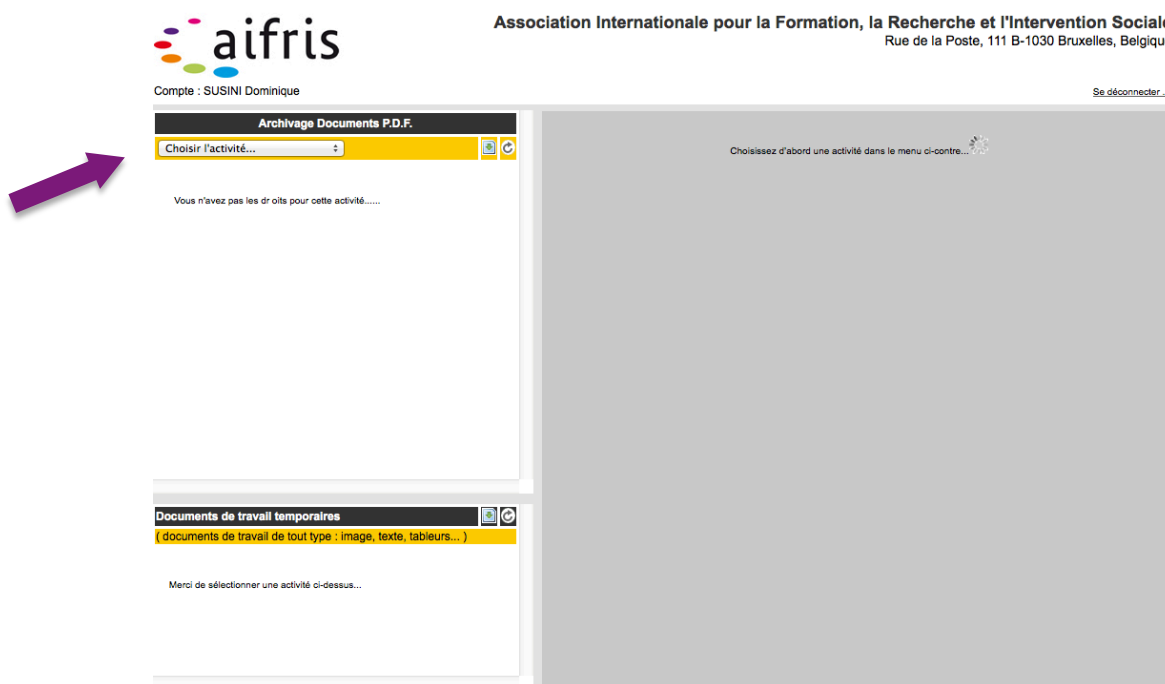 aifris
Association Internationale pour la Formation, la Recherche et l'Intervention Sociale
Rue de la Poste, 111 B-1030 Bruxelles, Belgiqu
Compte : SUSINI Dominique
Se déconnecter .
Archivage Documents P.D.F.
Choisir l'activité...
Choisissez d'abord une activité dans le menu ci-contre...
Vous n'avez pas les dr oits pour cette activité......
Documents de travail temporaires
( documents de travail de tout type : image, texte, tableurs... )
Merci de sélectionner une activité ci-dessus...